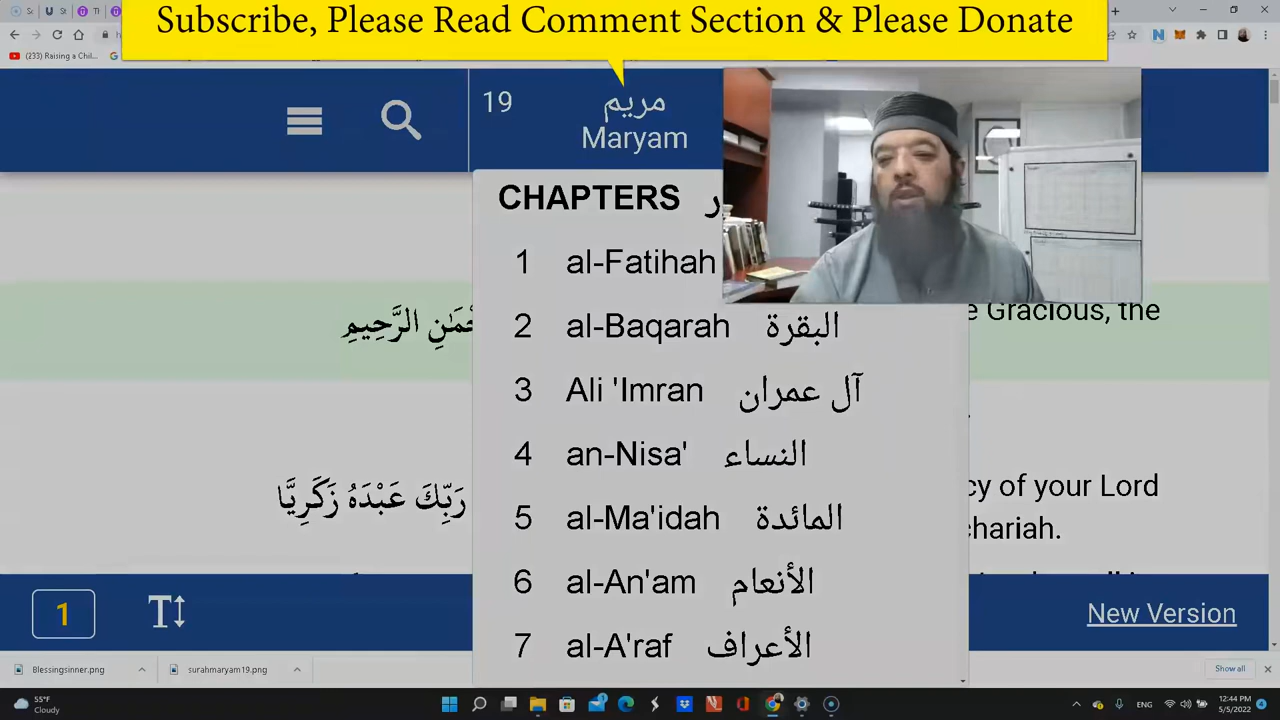 Subscribe, Please Read Comment Section & Please Donate
(233) Raising a Chil...
19
مريم
Maryam
CHAPTERS
1 al-Fatihah
2 al-Baqarah البقرة
3 Ali 'Imran آل عمران
4 an-Nisa' النساء
5 al-Ma'idah المائدة
6 al-An'am الأنعام
7 al-A'raf الأعراف
الرَّحِيمِ
e Gracious, the
رَبِّكَ عَبْدَهُ زَكَرِيَّا
cy of your Lord
chariah.
1
New Version
Blessingsinner.png
surahmaryam19.png
Show all
55°F
Cloudy
ENG
12:44 PM
5/5/2022